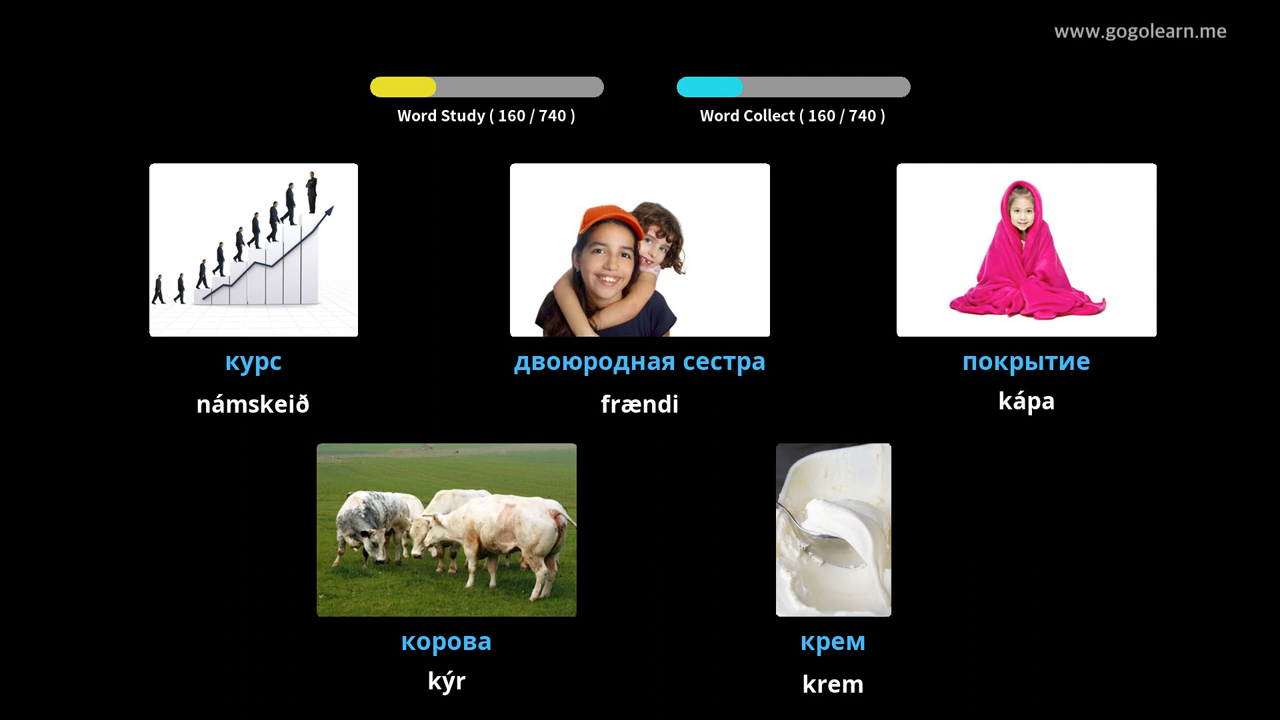 www.gogolearn.me
Word Study ( 160 / 740 )
Word Collect ( 160 / 740 )
курс
двоюродная сестра
покрытие
námskeið
frændi
kápa
корова
крем
kýr
krem